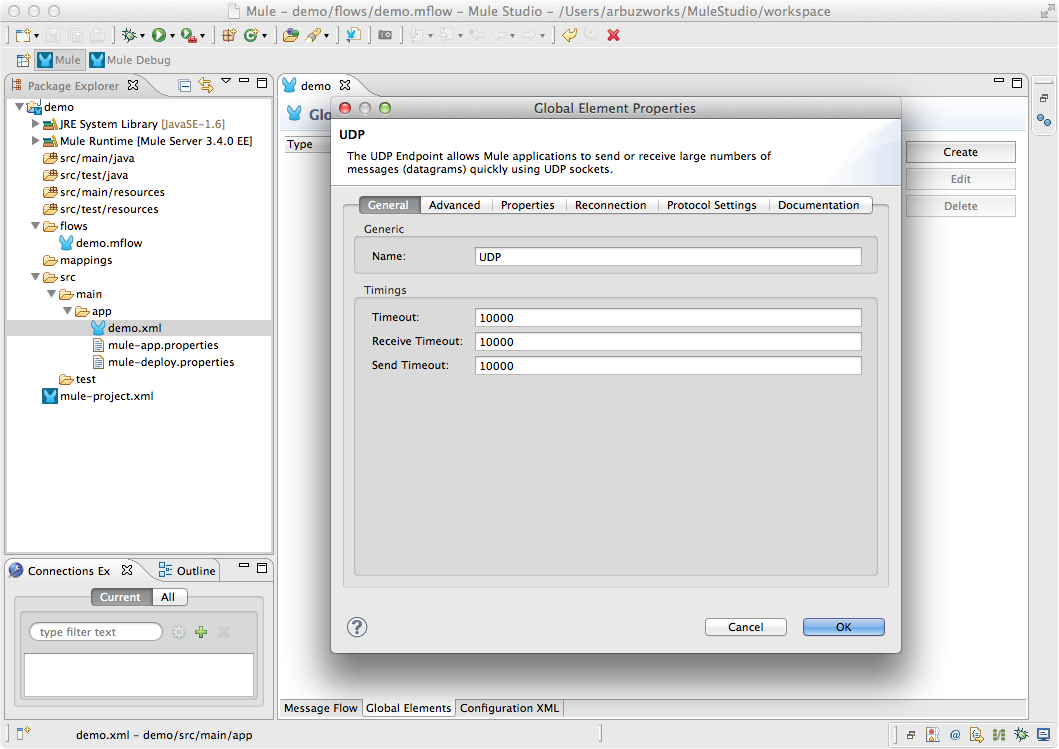 Mule – demo/flows/demo.mflow – Mule Studio – /Users/arbuzworks/MuleStudio/workspace
Mule
Mule Debug
Package Explorer
demo
JRE System Library [JavaSE-1.6]
Mule Runtime [Mule Server 3.4.0 EE]
src/main/java
src/test/java
src/main/resources
src/test/resources
flows
demo.mflow
mappings
src
main
app
demo.xml
mule-app.properties
mule-deploy.properties
test
mule-project.xml
Connections Ex
Outline
Current
All
type filter text
demo
Glo
Type
Create
Edit
Delete
Global Element Properties
UDP
The UDP Endpoint allows Mule applications to send or receive large numbers of
messages (datagrams) quickly using UDP sockets.
General
Advanced
Properties
Reconnection
Protocol Settings
Documentation
Generic
Name: UDP
Timings
Timeout: 10000
Receive Timeout: 10000
Send Timeout: 10000
?
Cancel
OK
Message Flow
Global Elements
Configuration XML
demo.xml – demo/src/main/app